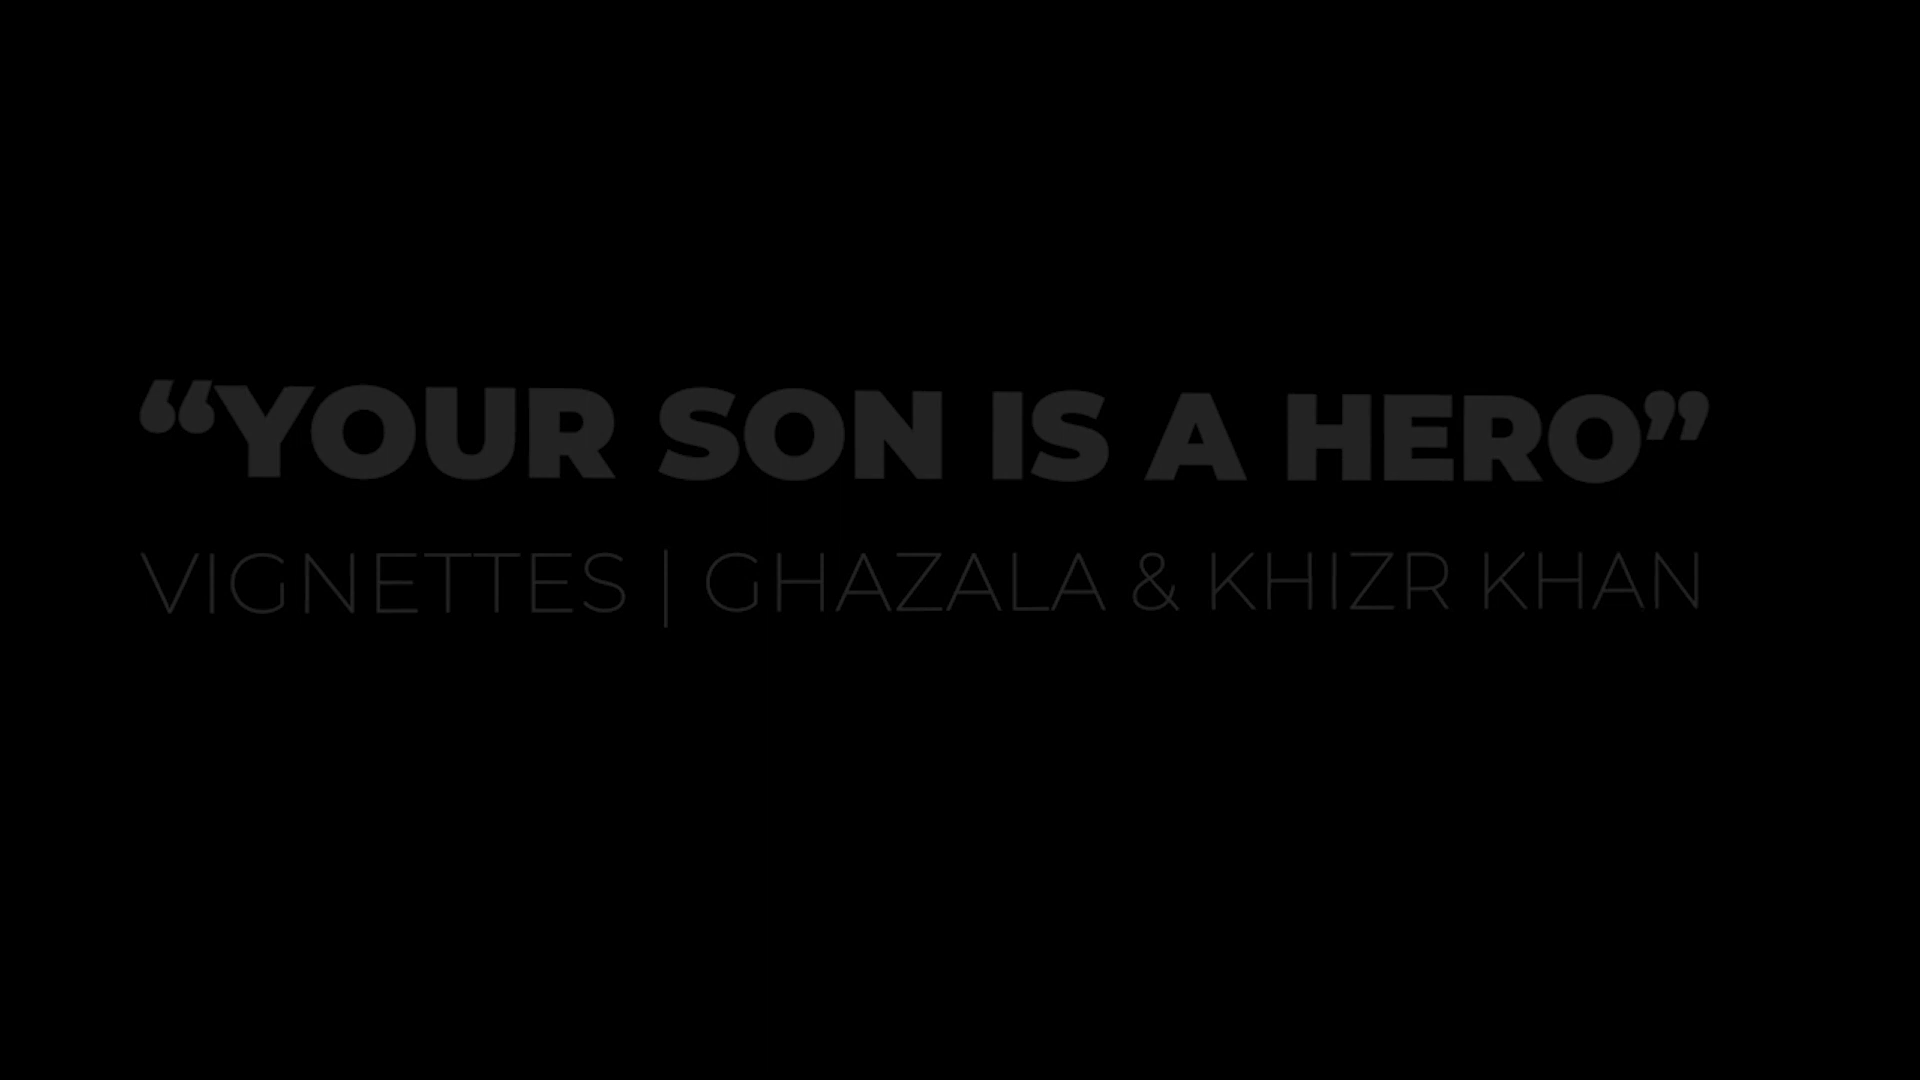 “YOUR SON IS A HERO”
VIGNETTES | GHAZALA & KHIZR KHAN